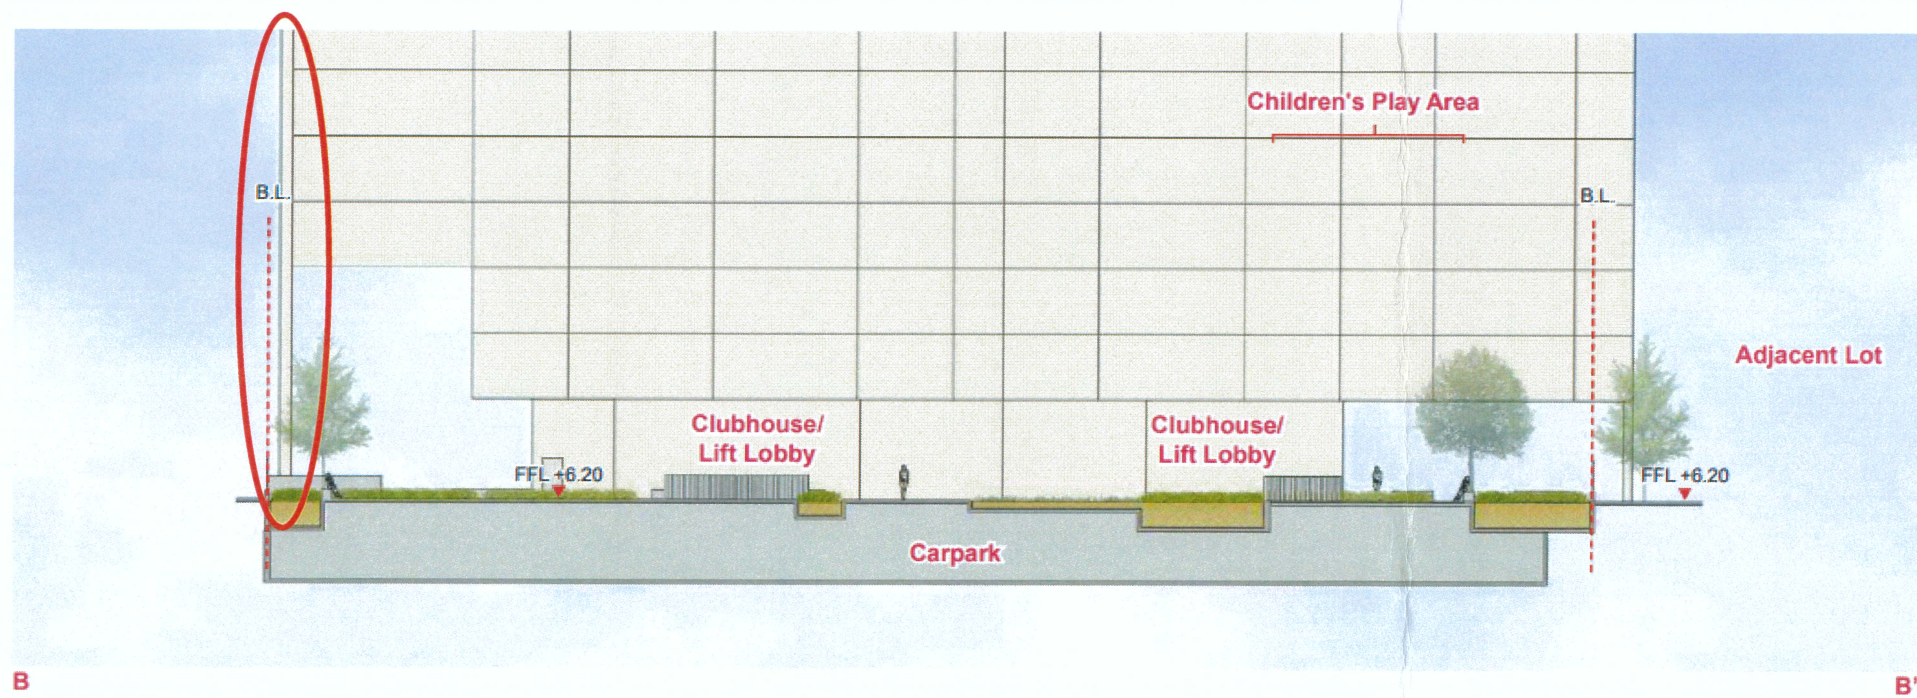 Children's Play Area
B.L.
B.L.
Adjacent Lot
Clubhouse/
Lift Lobby
Clubhouse/
Lift Lobby
FFL +6.20
FFL +6.20
Carpark
B
B'